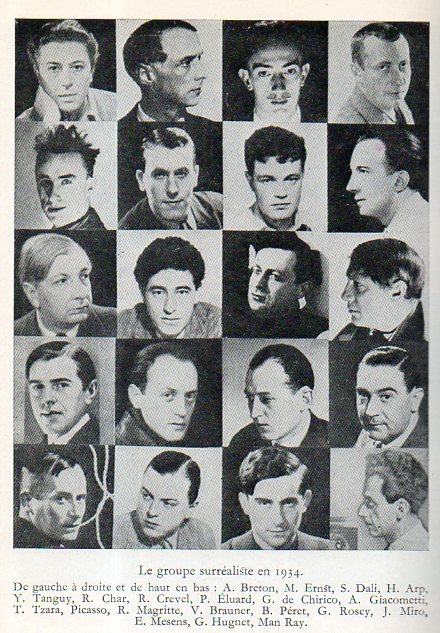 Le groupe surréaliste en 1934.
De gauche à droite et de haut en bas : A. Breton, M. Ernst, S. Dali, H. Arp,
Y. Tanguy, R. Char, R. Crevel, P. Éluard, G. de Chirico, A. Giacometti,
T. Tzara, Picasso, R. Magritte, V. Brauner, B. Péret, G. Rosey, J. Miro,
E. Mesens, G. Hugnet, Man Ray.